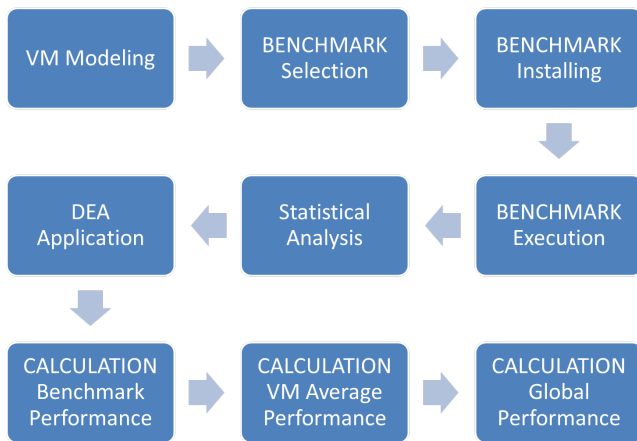 VM Modeling
BENCHMARK
Selection
BENCHMARK
Installing
DEA
Application
Statistical
Analysis
BENCHMARK
Execution
CALCULATION
Benchmark
Performance
CALCULATION
VM Average
Performance
CALCULATION
Global
Performance